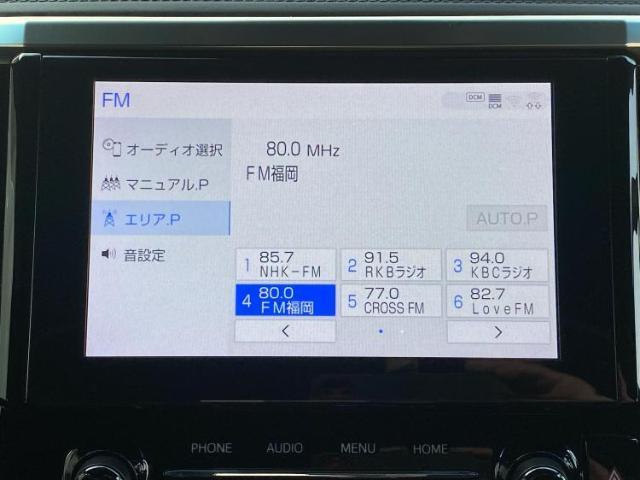 FM
DCM
DCM
オーディオ選択
80.0 MHz
FM福岡
マニュアル.P
エリア.P
AUTO.P
音設定
1 85.7 NHK-FM
2 91.5 RKBラジオ
3 94.0 KBCラジオ
4 80.0 FM福岡
5 77.0 CROSS FM
6 82.7 LoveFM
<
>
PHONE AUDIO MENU HOME